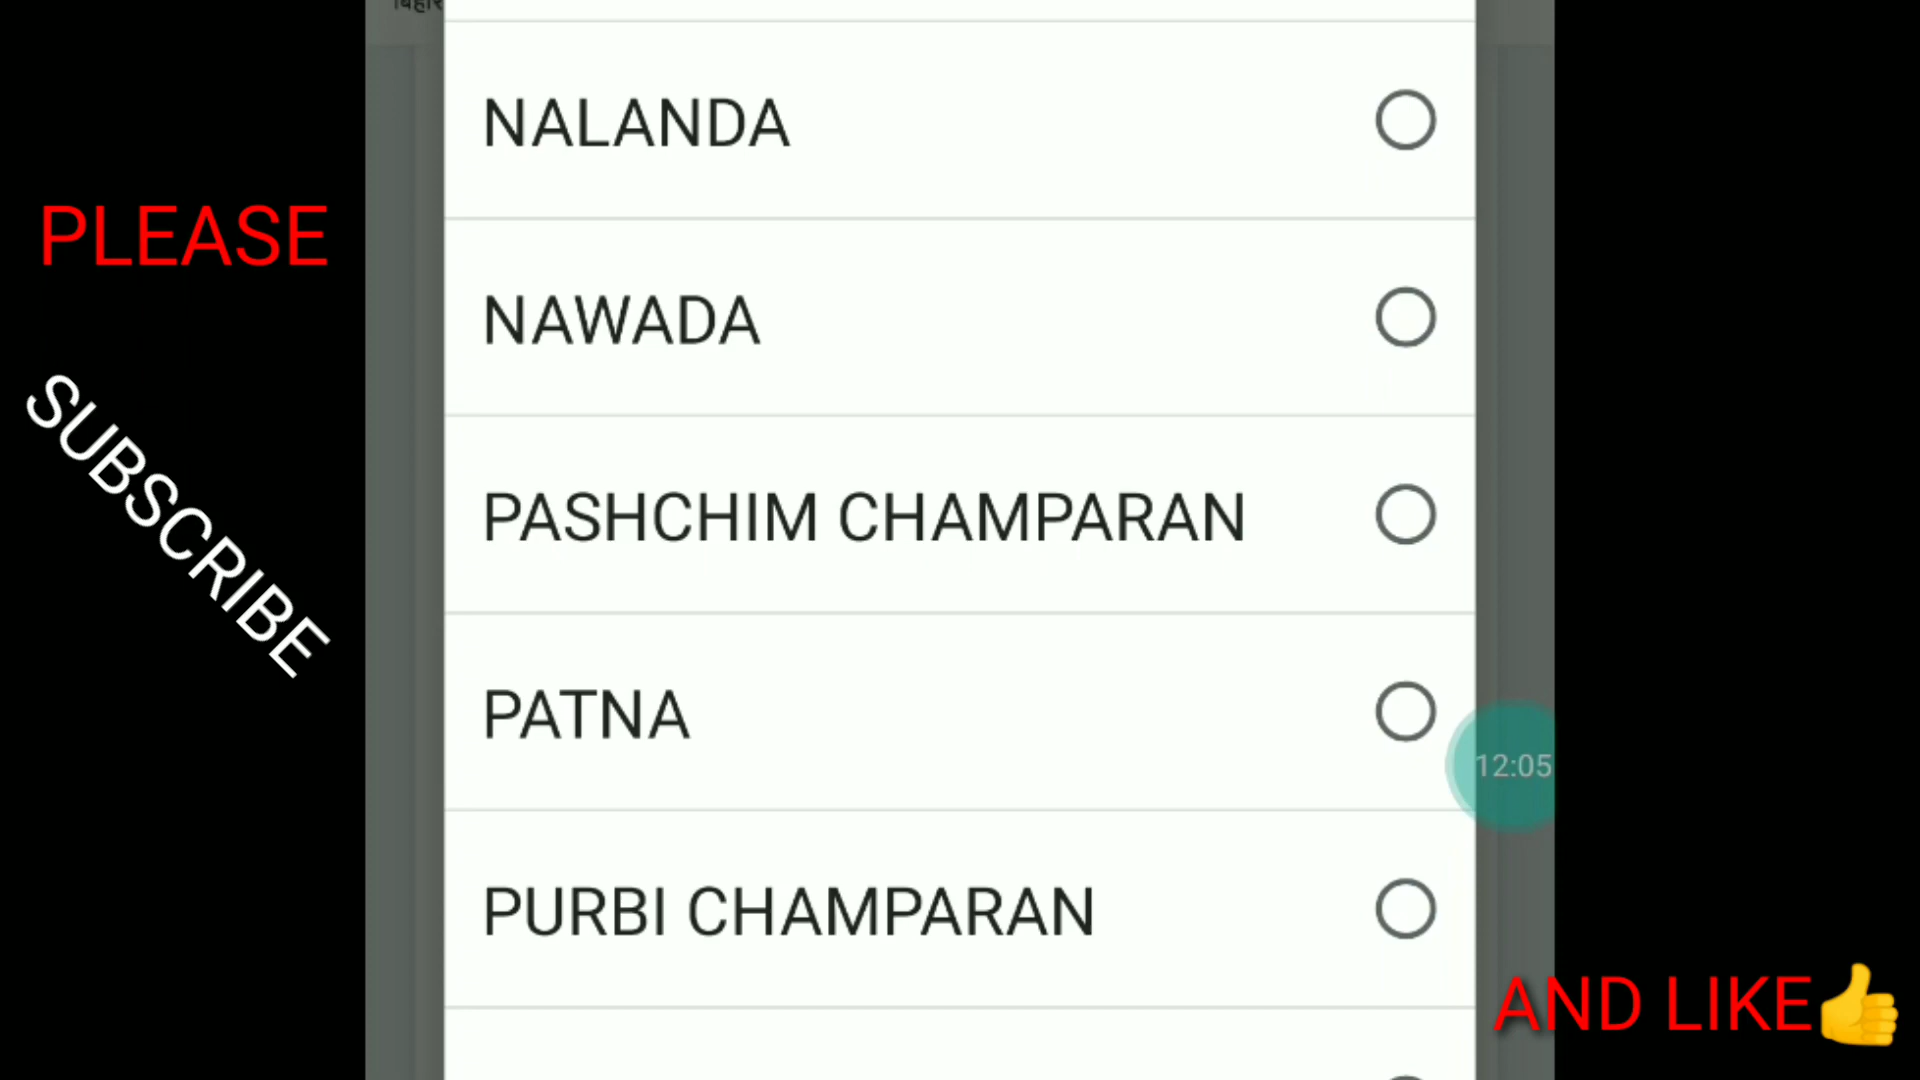 बिहार
NALANDA
NAWADA
PASHCHIM CHAMPARAN
PATNA
PURBI CHAMPARAN
PLEASE
SUBSCRIBE
12:05
AND LIKE👍